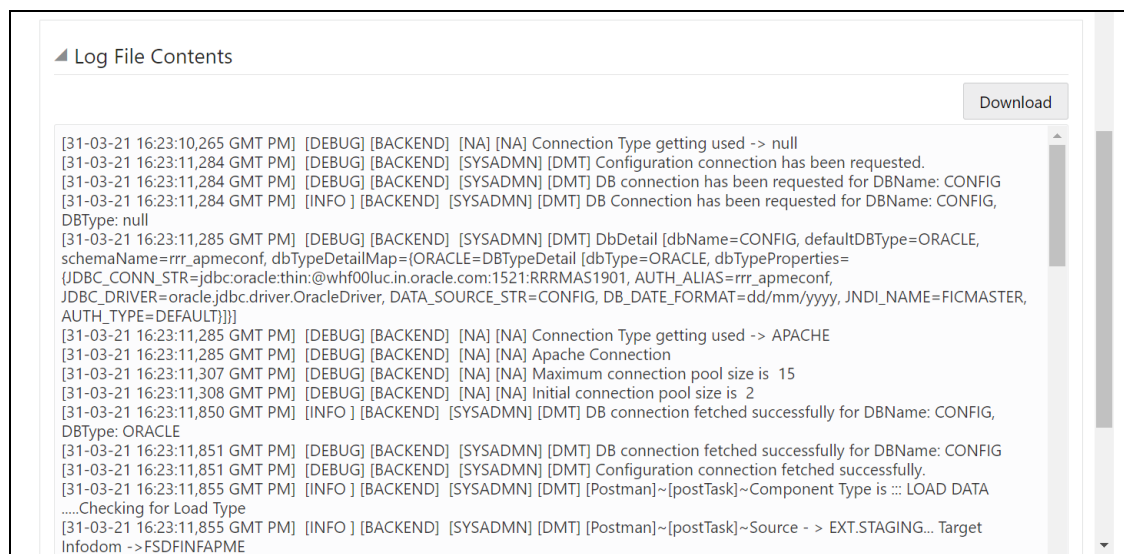 Log File Contents
Download
[31-03-21 16:23:10,265 GMT PM]  [DEBUG] [BACKEND]  [NA] [NA] Connection Type getting used -> null
[31-03-21 16:23:11,284 GMT PM]  [DEBUG] [BACKEND]  [SYSADMN] [DMT] Configuration connection has been requested.
[31-03-21 16:23:11,284 GMT PM]  [DEBUG] [BACKEND]  [SYSADMN] [DMT] DB connection has been requested for DBName: CONFIG
[31-03-21 16:23:11,284 GMT PM]  [INFO ] [BACKEND]  [SYSADMN] [DMT] DB Connection has been requested for DBName: CONFIG,
DBType: null
[31-03-21 16:23:11,285 GMT PM]  [DEBUG] [BACKEND]  [SYSADMN] [DMT] DbDetail [dbName=CONFIG, defaultDBType=ORACLE,
schemaName=rrr_apmeconf, dbTypeDetailMap={ORACLE=DBTypeDetail [dbType=ORACLE, dbTypeProperties=
{JDBC_CONN_STR=jdbc:oracle:thin:@whf00luc.in.oracle.com:1521:RRRMAS1901, AUTH_ALIAS=rrr_apmeconf,
JDBC_DRIVER=oracle.jdbc.driver.OracleDriver, DATA_SOURCE_STR=CONFIG, DB_DATE_FORMAT=dd/mm/yyyy, JNDI_NAME=FICMASTER,
AUTH_TYPE=DEFAULT}]}]
[31-03-21 16:23:11,285 GMT PM]  [DEBUG] [BACKEND]  [NA] [NA] Connection Type getting used -> APACHE
[31-03-21 16:23:11,285 GMT PM]  [DEBUG] [BACKEND]  [NA] [NA] Apache Connection
[31-03-21 16:23:11,307 GMT PM]  [DEBUG] [BACKEND]  [NA] [NA] Maximum connection pool size is  15
[31-03-21 16:23:11,308 GMT PM]  [DEBUG] [BACKEND]  [NA] [NA] Initial connection pool size is  2
[31-03-21 16:23:11,850 GMT PM]  [INFO ] [BACKEND]  [SYSADMN] [DMT] DB connection fetched successfully for DBName: CONFIG,
DBType: ORACLE
[31-03-21 16:23:11,851 GMT PM]  [DEBUG] [BACKEND]  [SYSADMN] [DMT] DB connection fetched successfully for DBName: CONFIG
[31-03-21 16:23:11,851 GMT PM]  [DEBUG] [BACKEND]  [SYSADMN] [DMT] Configuration connection fetched successfully.
[31-03-21 16:23:11,855 GMT PM]  [INFO ] [BACKEND]  [SYSADMN] [DMT] [Postman]~[postTask]~Component Type is ::: LOAD DATA
.....Checking for Load Type
[31-03-21 16:23:11,855 GMT PM]  [INFO ] [BACKEND]  [SYSADMN] [DMT] [Postman]~[postTask]~Source - > EXT.STAGING... Target
Infodom ->FSDFINFAPME